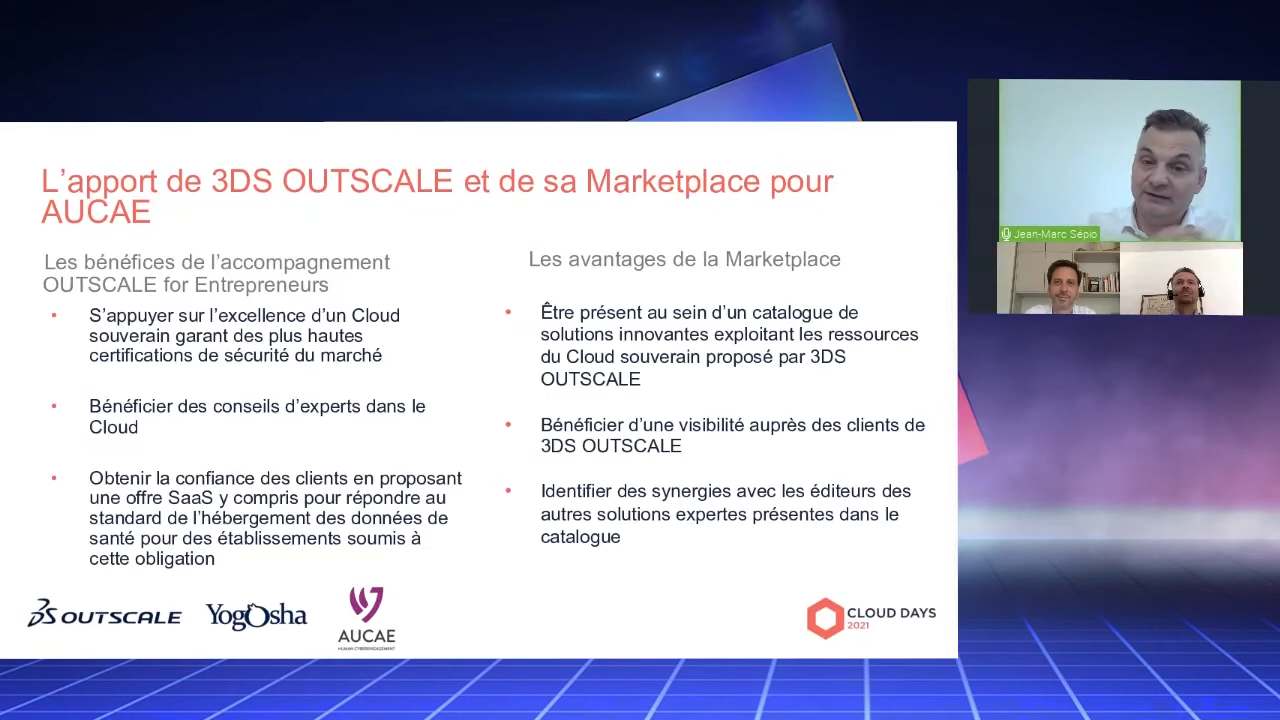 L’apport de 3DS OUTSCALE et de sa Marketplace pour
AUCAE
Les bénéfices de l’accompagnement
OUTSCALE for Entrepreneurs
• S’appuyer sur l’excellence d’un Cloud
souverain garant des plus hautes
certifications de sécurité du marché
• Bénéficier des conseils d’experts dans le
Cloud
• Obtenir la confiance des clients en proposant
une offre SaaS y compris pour répondre au
standard de l’hébergement des données de
santé pour des établissements soumis à
cette obligation
Les avantages de la Marketplace
• Être présent au sein d’un catalogue de
solutions innovantes exploitant les ressources
du Cloud souverain proposé par 3DS
OUTSCALE
• Bénéficier d’une visibilité auprès des clients de
3DS OUTSCALE
• Identifier des synergies avec les éditeurs des
autres solutions expertes présentes dans le
catalogue
3DS OUTSCALE
YogOsha
AUCAE
HUMAN CYBERENGAGEMENT
CLOUD DAYS
2021
Jean-Marc Sépio